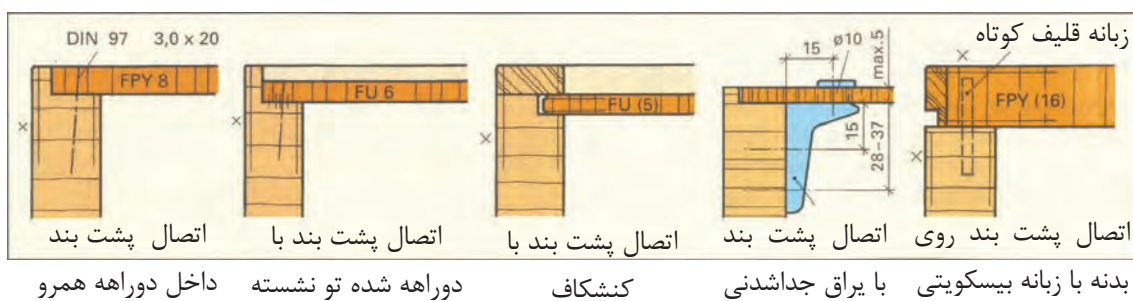 زبانه قلیف کوتاه
DIN 97 3,0 x 20
FPY 8
FU 6
FU (5)
15
ø10
max.5
15
28–37
FPY (16)
اتصال پشت بند روی
بدنه با زبانه بیسکویتی
اتصال پشت بند
با یراق جداشدنی
اتصال پشت بند با
کنشکاف
اتصال پشت بند با
دوراهه شده تو نشسته
اتصال پشت بند
داخل دوراهه همرو